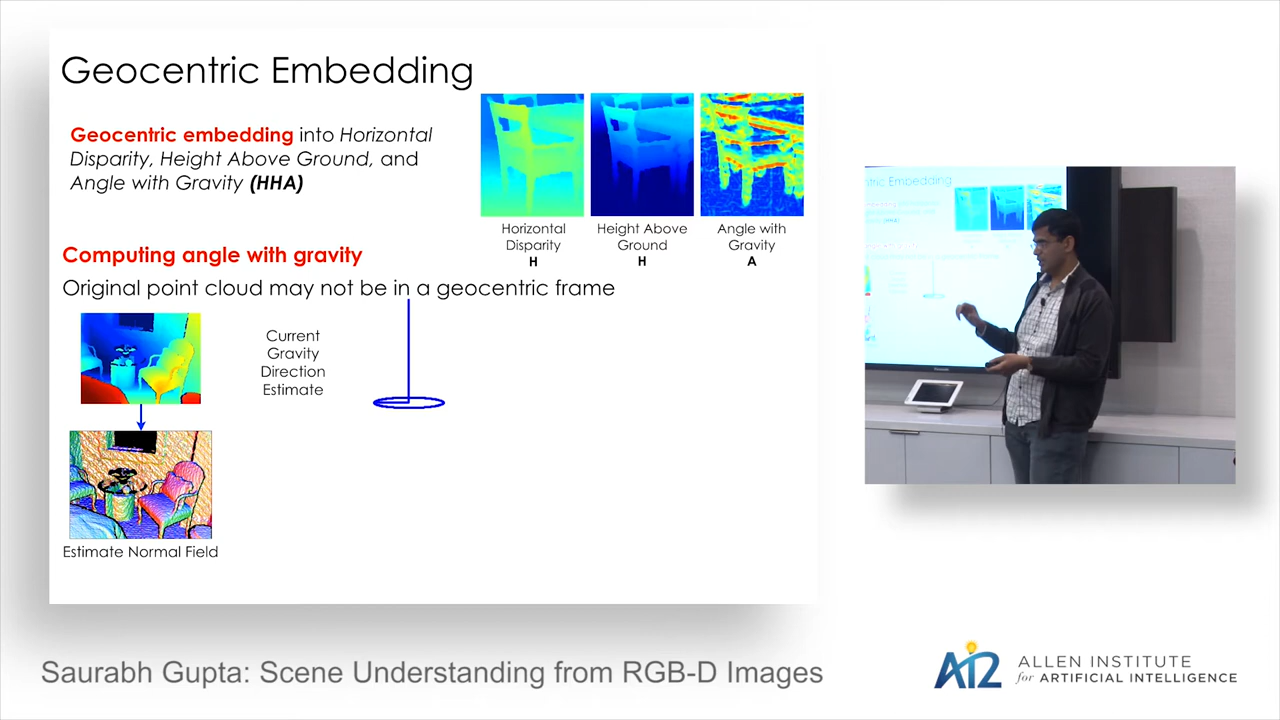 Geocentric Embedding
Geocentric embedding into Horizontal
Disparity, Height Above Ground, and
Angle with Gravity (HHA)
Horizontal
Disparity
H
Height Above
Ground
H
Angle with
Gravity
A
Computing angle with gravity
Original point cloud may not be in a geocentric frame
Current
Gravity
Direction
Estimate
Estimate Normal Field
tric Embedding
Saurabh Gupta: Scene Understanding from RGB-D Images
AI2
ALLEN INSTITUTE
for ARTIFICIAL INTELLIGENCE